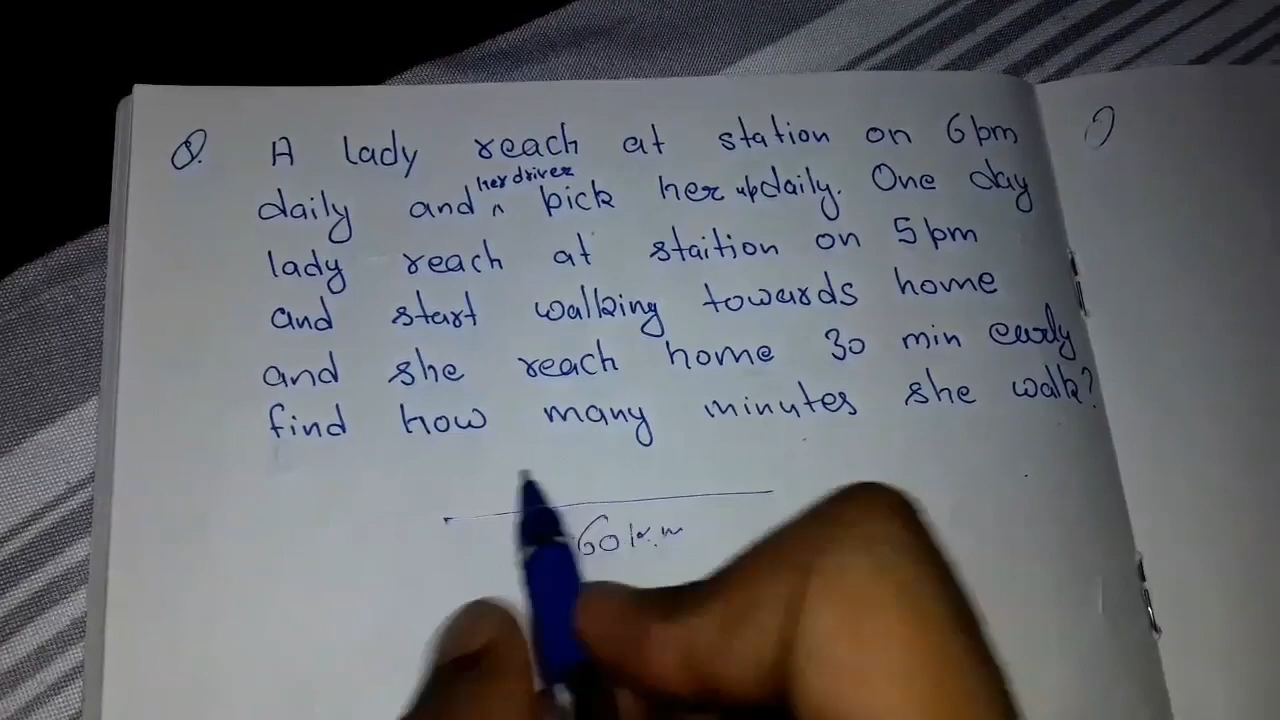 Q. A lady reach at station on 6pm
daily and her driver pick her up daily. One day
lady reach at staition on 5pm
and start walking towards home
and she reach home 30 min early
find how many minutes she walk?
60 k.m